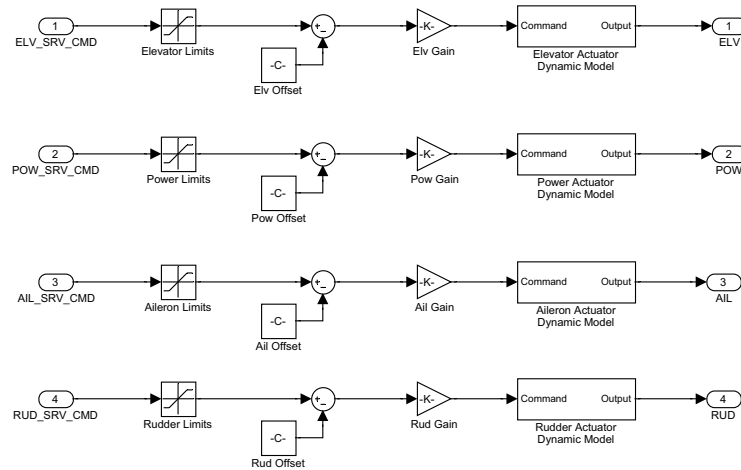 1
ELV_SRV_CMD
Elevator Limits
+
_
-C-
Elv Offset
-K-
Elv Gain
Command
Output
Elevator Actuator
Dynamic Model
1
ELV
2
POW_SRV_CMD
Power Limits
+
_
-C-
Pow Offset
-K-
Pow Gain
Command
Output
Power Actuator
Dynamic Model
2
POW
3
AIL_SRV_CMD
Aileron Limits
+
_
-C-
Ail Offset
-K-
Ail Gain
Command
Output
Aileron Actuator
Dynamic Model
3
AIL
4
RUD_SRV_CMD
Rudder Limits
+
_
-C-
Rud Offset
-K-
Rud Gain
Command
Output
Rudder Actuator
Dynamic Model
4
RUD